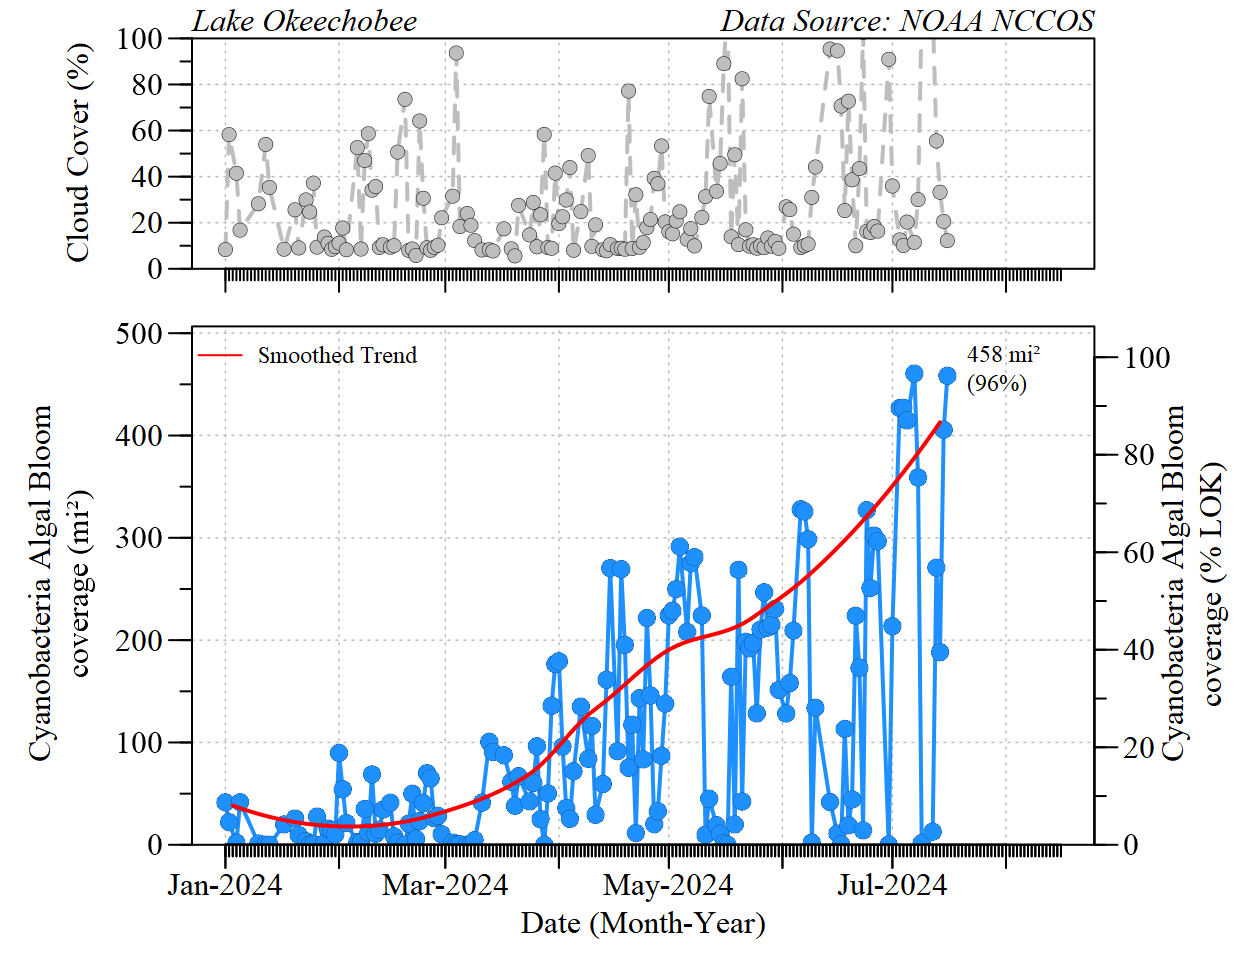 Lake Okeechobee Data Source: NOAA NCCOS
Cloud Cover (%)
100
80
60
40
20
0
Cyanobacteria Algal Bloom
coverage (mi²)
500
400
300
200
100
0
Smoothed Trend
458 mi²
(96%)
100
80
60
40
20
0
Cyanobacteria Algal Bloom
coverage (% LOK)
Jan-2024 Mar-2024 May-2024 Jul-2024
Date (Month-Year)